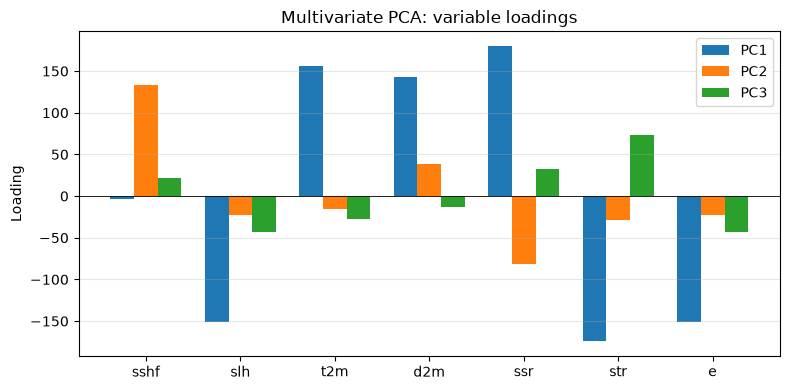 Multivariate PCA: variable loadings
PC1
PC2
PC3
Loading
150
100
50
0
−50
−100
−150
sshf
slh
t2m
d2m
ssr
str
e